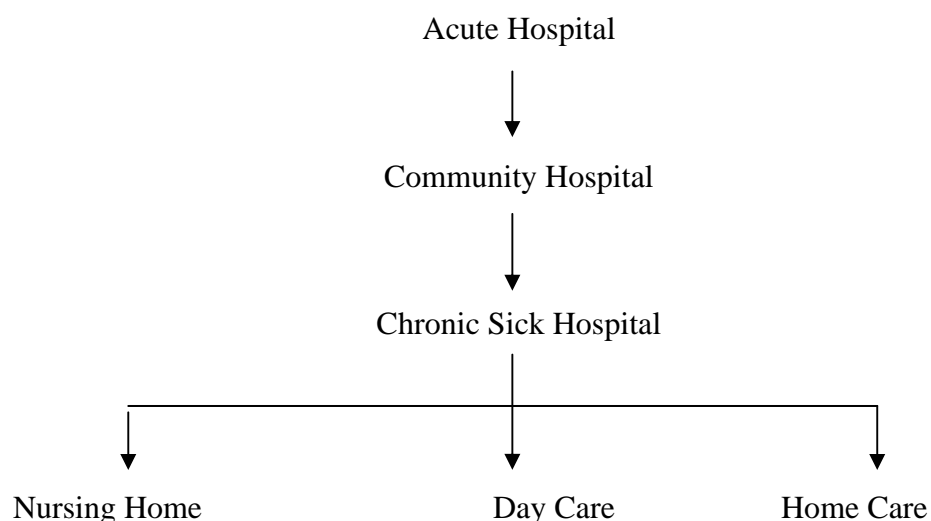 Acute Hospital
Community Hospital
Chronic Sick Hospital
Nursing Home Day Care Home Care